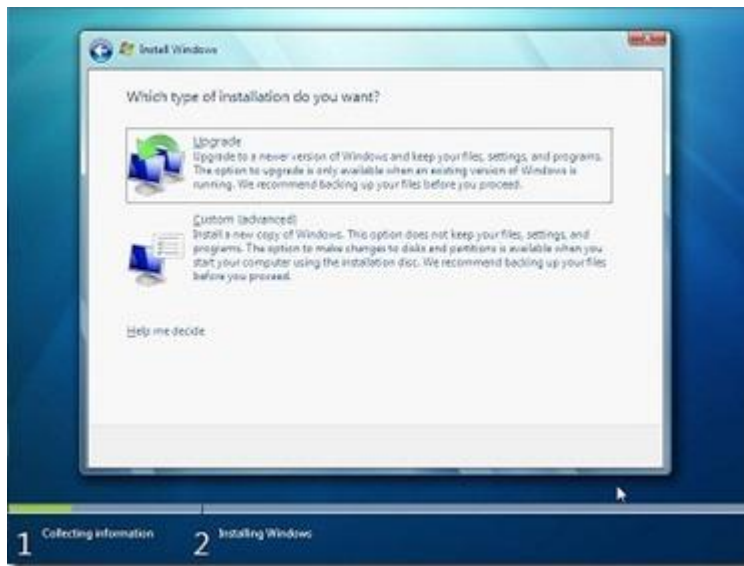 Install Windows
Which type of installation do you want?
Upgrade
Upgrade to a newer version of Windows and keep your files, settings, and programs.
The option to upgrade is only available when an existing version of Windows is
running. We recommend backing up your files before you proceed.
Custom (advanced)
Install a new copy of Windows. This option does not keep your files, settings, and
programs. The option to make changes to disks and partitions is available when you
start your computer using the installation disc. We recommend backing up your files
before you proceed.
Help me decide
1 Collecting information 2 Installing Windows